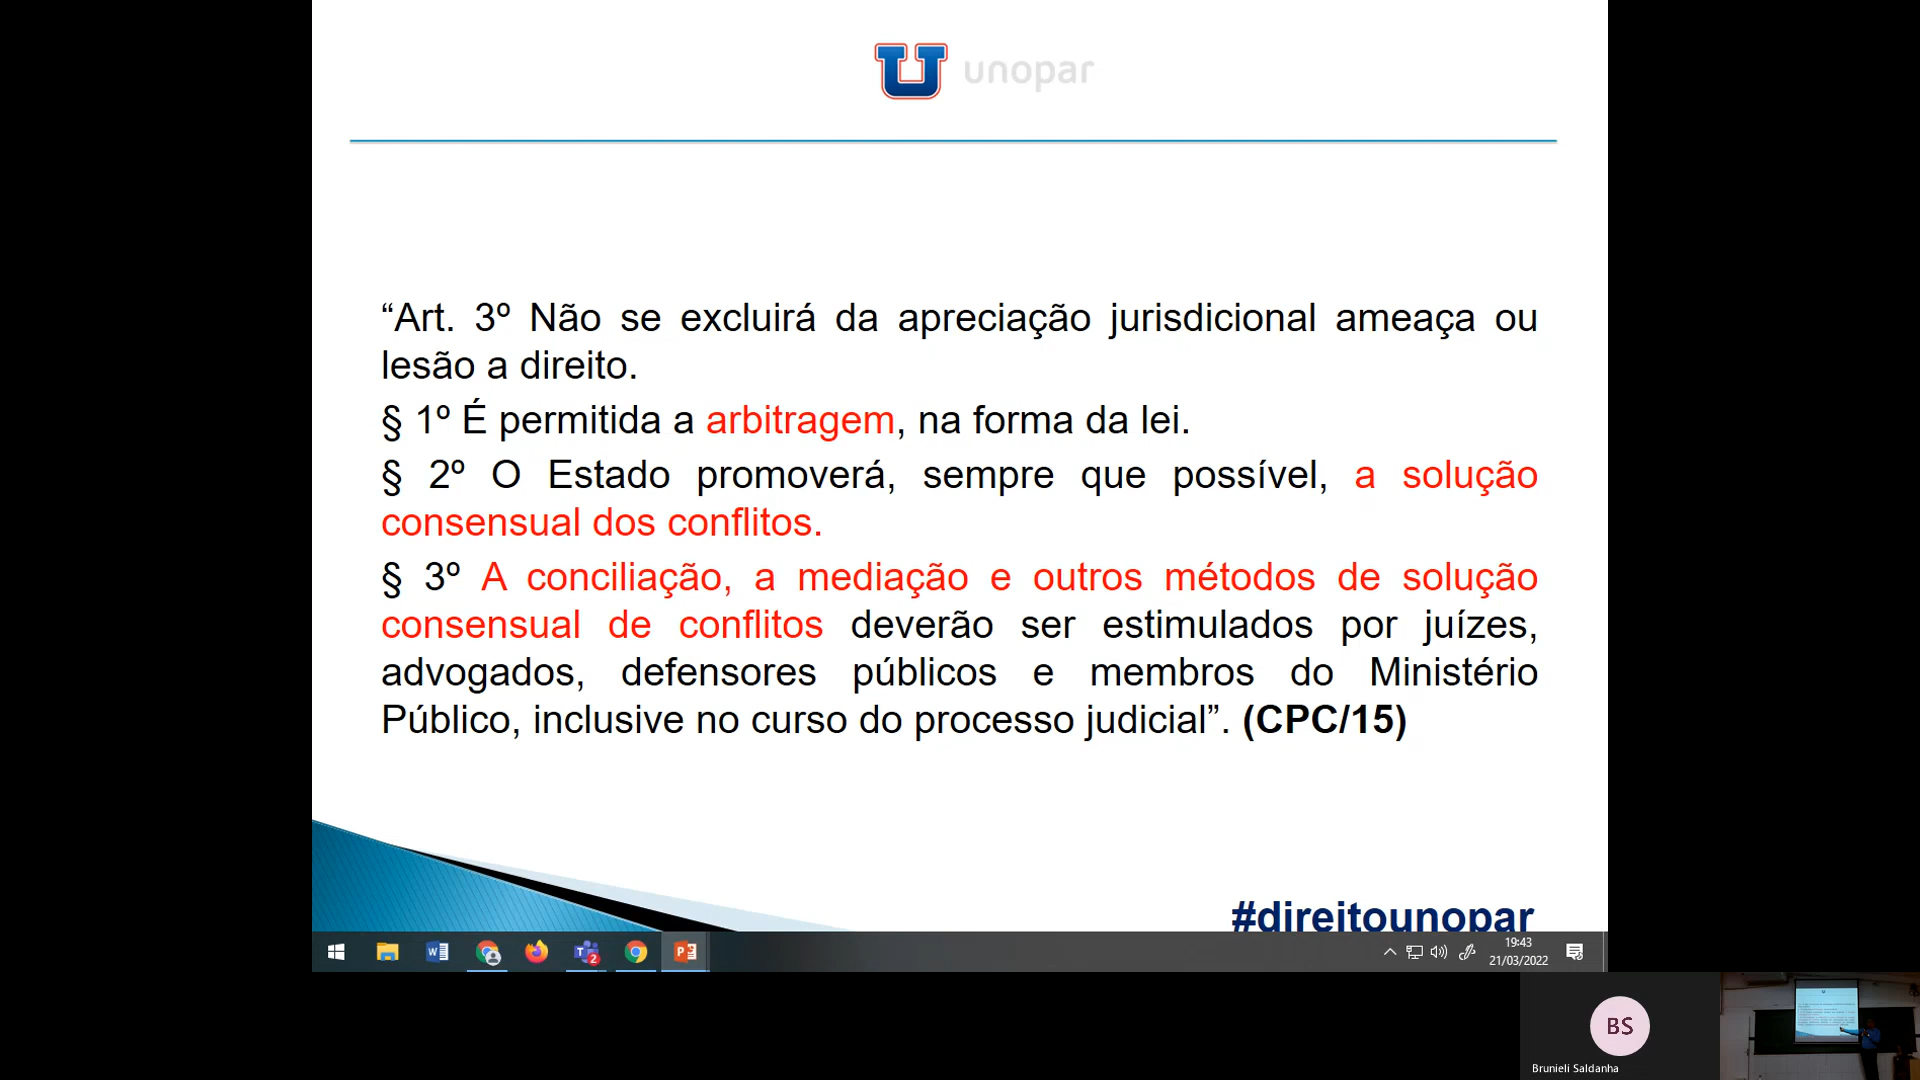 unopar
“Art. 3º Não se excluirá da apreciação jurisdicional ameaça ou
lesão a direito.
§ 1º É permitida a arbitragem, na forma da lei.
§ 2º O Estado promoverá, sempre que possível, a solução
consensual dos conflitos.
§ 3º A conciliação, a mediação e outros métodos de solução
consensual de conflitos deverão ser estimulados por juízes,
advogados, defensores públicos e membros do Ministério
Público, inclusive no curso do processo judicial”. (CPC/15)
#direitounopar
19:43
21/03/2022
2
BS
Brunieli Saldanha